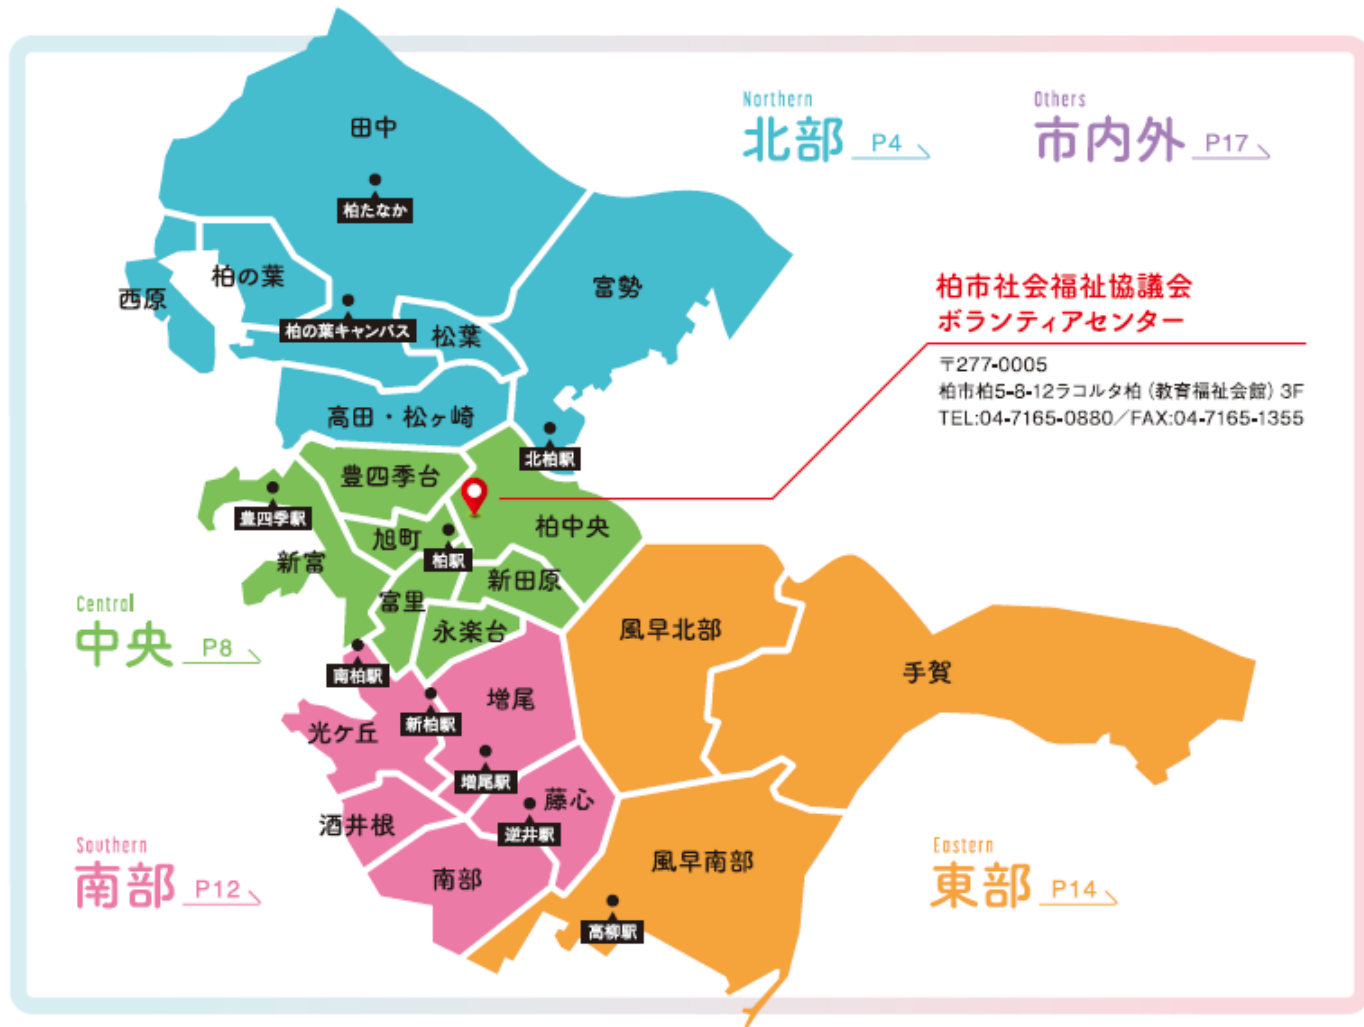 Northern
北部 P4
Others
市内外 P17
田中
柏たなか
柏の葉
西原
富勢
柏の葉キャンパス
松葉
柏市社会福祉協議会
ボランティアセンター
〒277-0005
柏市柏5-8-12ラコルタ柏（教育福祉会館）3F
TEL:04-7165-0880／FAX:04-7165-1355
高田・松ヶ崎
北柏駅
豊四季台
豊四季駅
旭町
柏駅
柏中央
新富
新田原
富里
永楽台
Central
中央 P8
風早北部
手賀
南柏駅
増尾
新柏駅
光ケ丘
増尾駅
藤心
酒井根
逆井駅
Southern
南部 P12
南部
風早南部
Eastern
東部 P14
高柳駅